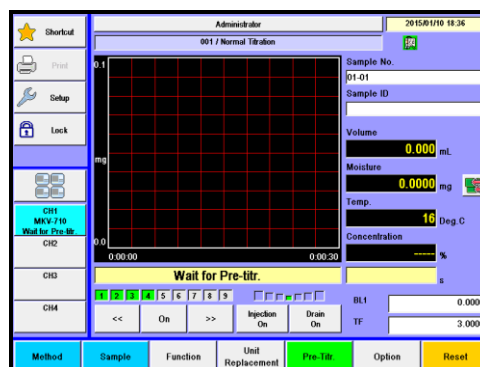 Shortcut
Print
Setup
Lock
CH1
MKV-710
Wait for Pre-titr.
CH2
CH3
CH4
Administrator
2015/01/10 18:36
001 / Normal Titration
0.1
mg
0.0
0:00:00
0:00:30
Wait for Pre-titr.
1 2 3 4 5 6 7 8 9
<<
On
>>
Injection
On
Drain
On
Sample No.
01-01
Sample ID
Volume
0.000 mL
Moisture
0.0000 mg
Temp.
16 Deg.C
Concentration
----- %
s
BL1
0.000
TF
3.000
Method
Sample
Function
Unit
Replacement
Pre-Titr.
Option
Reset